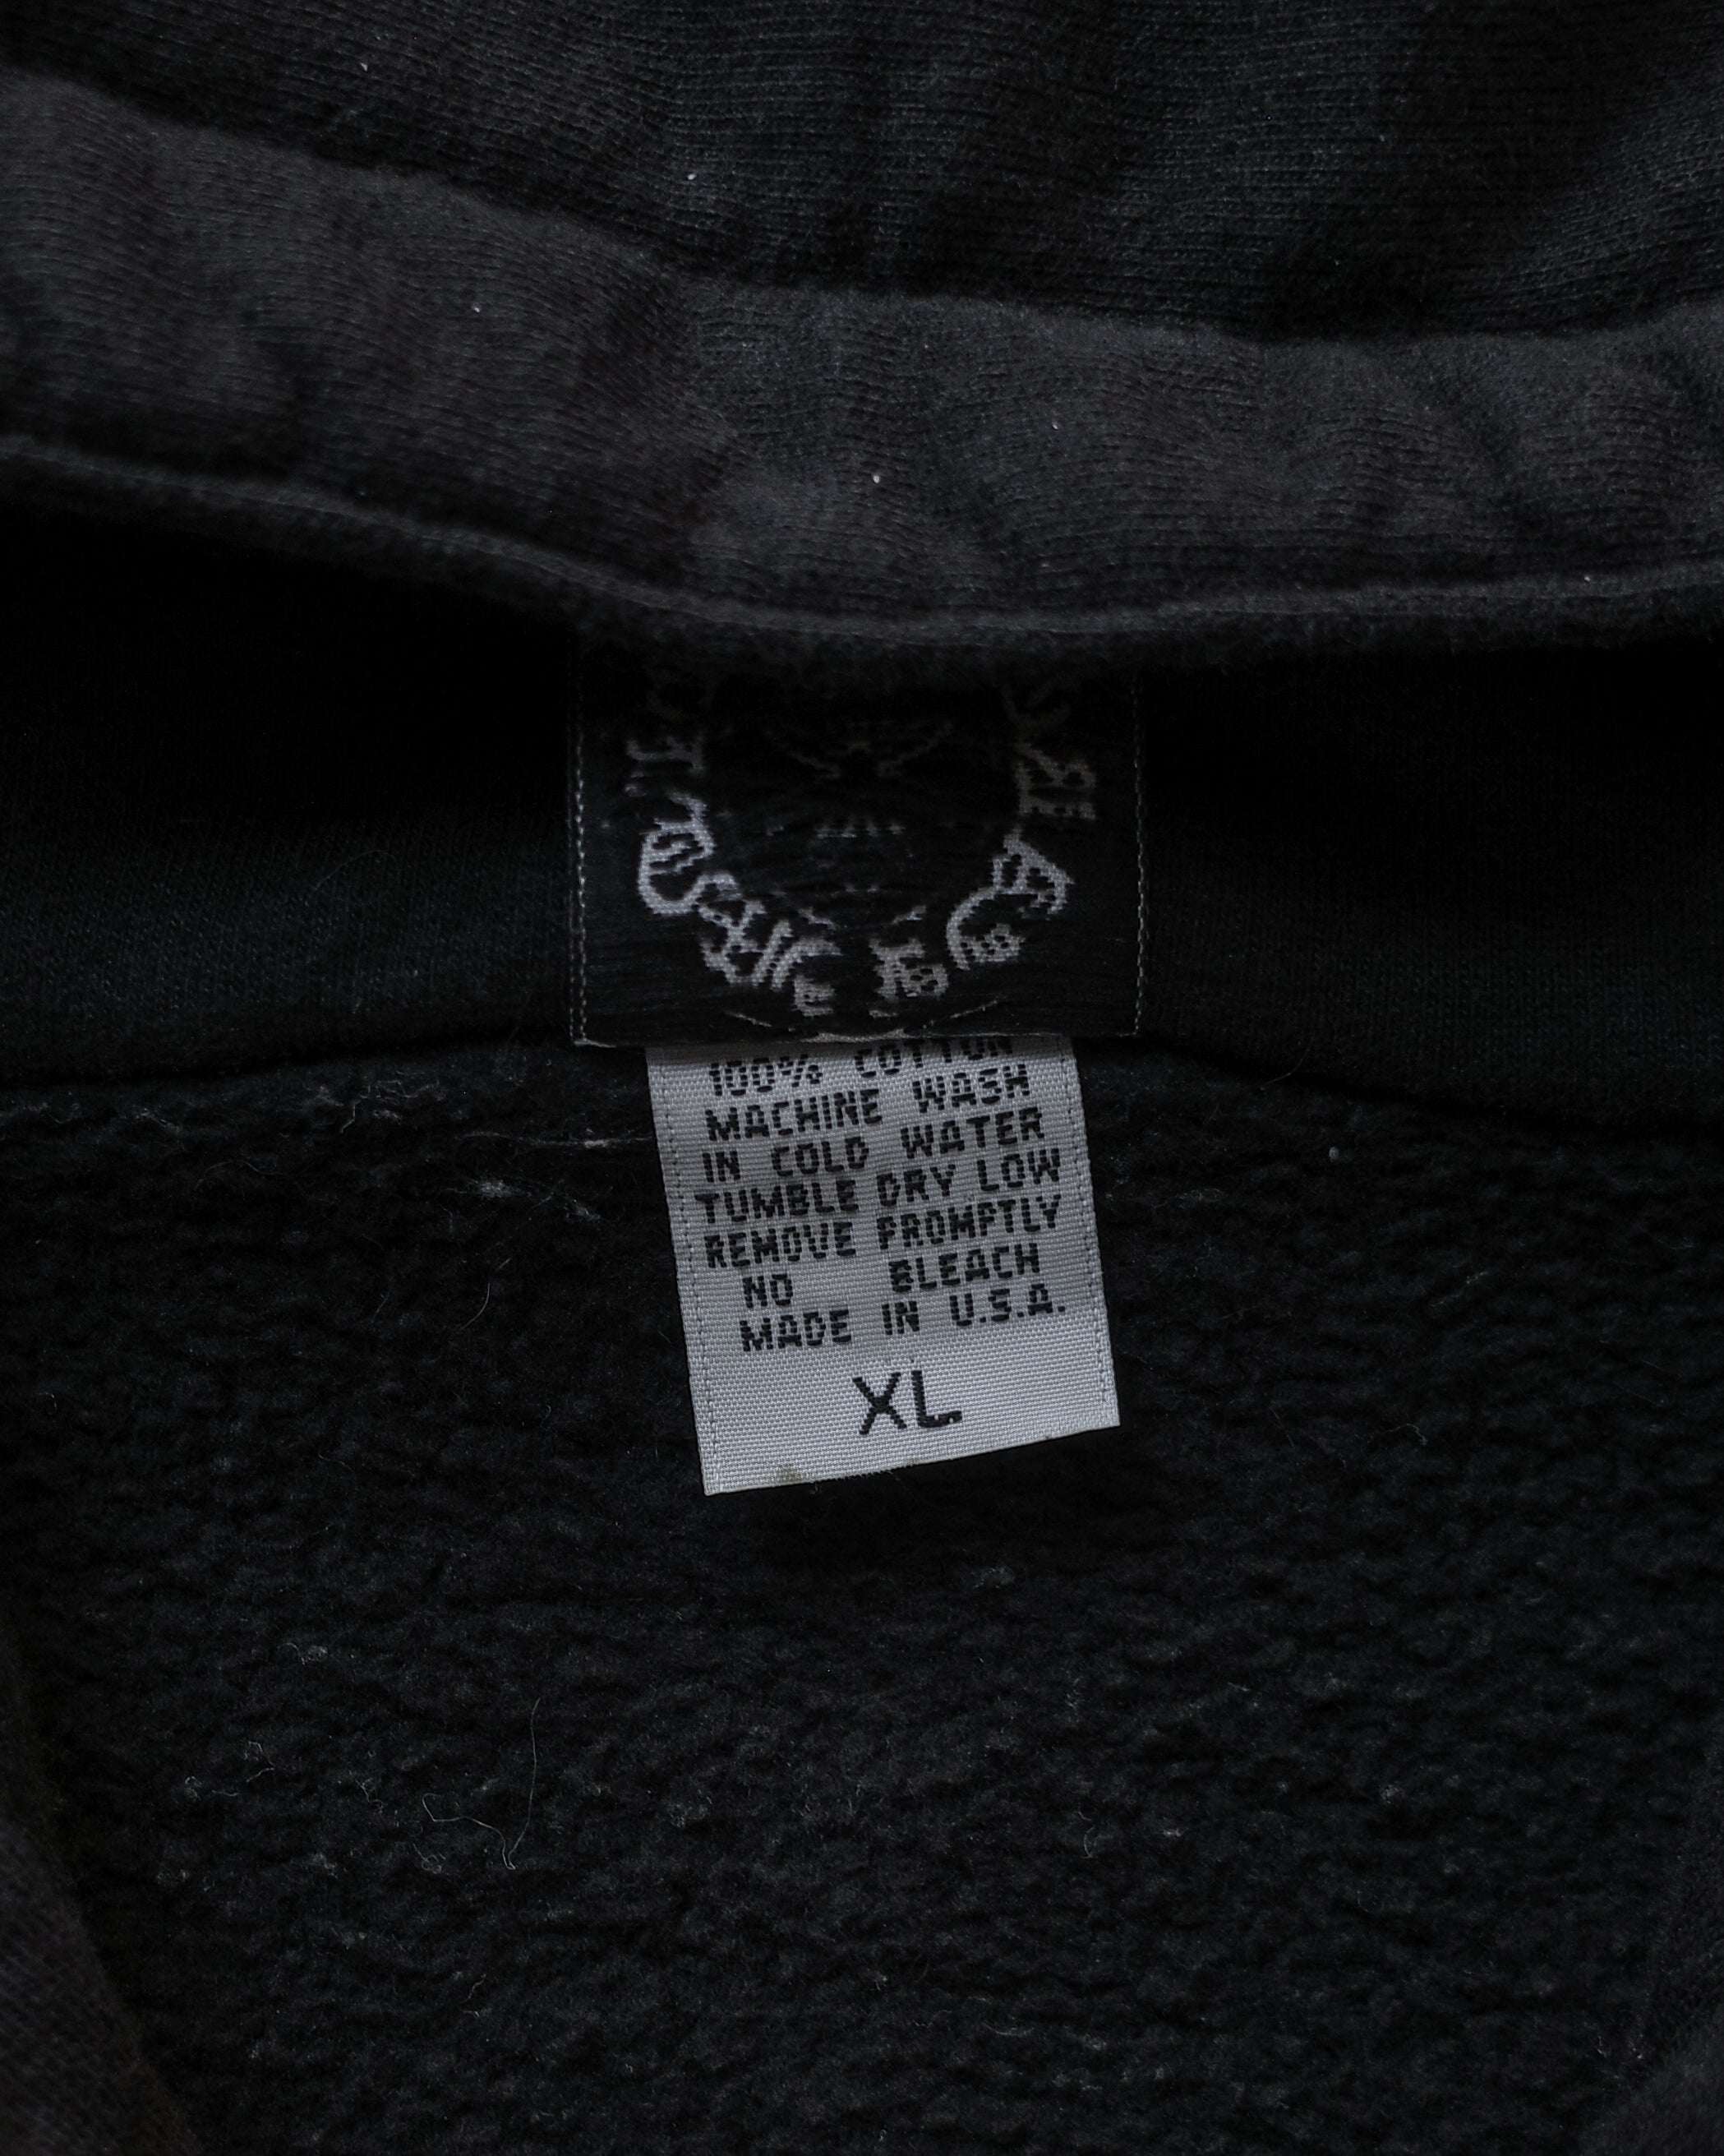 100% COTTON
MACHINE WASH
IN COLD WATER
TUMBLE DRY LOW
REMOVE PROMPTLY
NO BLEACH
MADE IN U.S.A.
XL